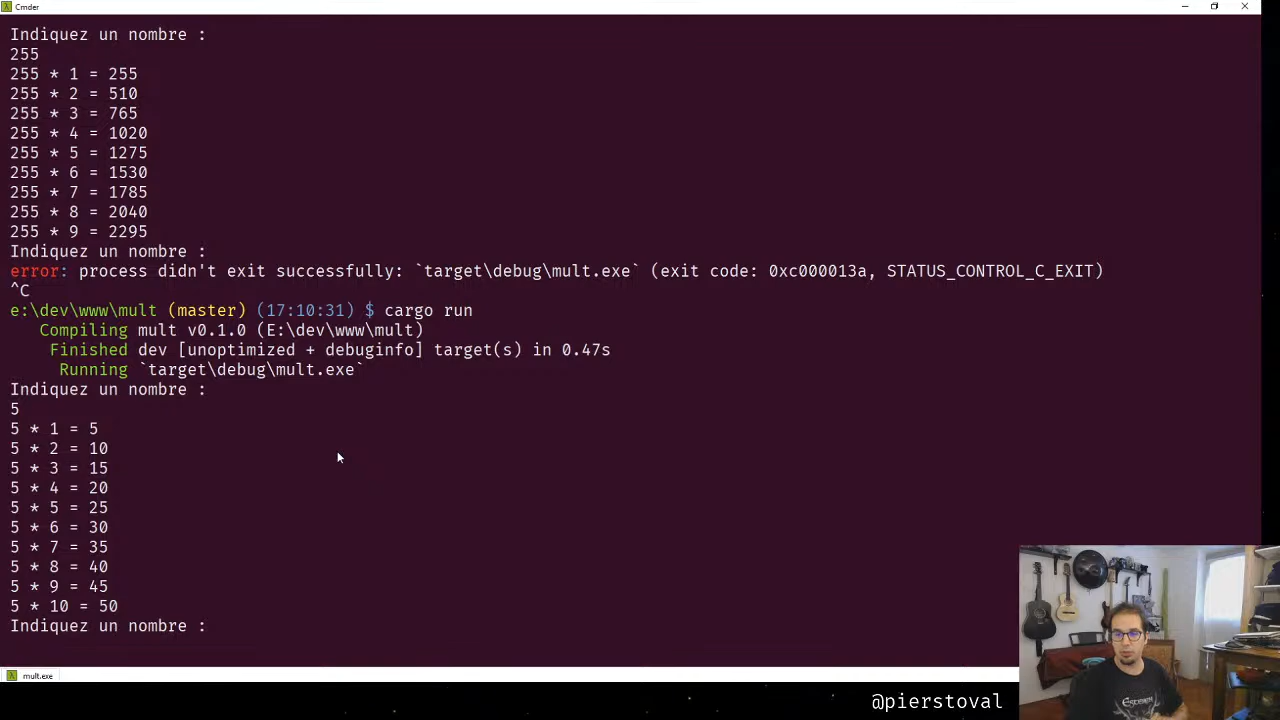 Cmder
Indiquez un nombre :
255
255 * 1 = 255
255 * 2 = 510
255 * 3 = 765
255 * 4 = 1020
255 * 5 = 1275
255 * 6 = 1530
255 * 7 = 1785
255 * 8 = 2040
255 * 9 = 2295
Indiquez un nombre :
error: process didn't exit successfully: `target\debug\mult.exe` (exit code: 0xc000013a, STATUS_CONTROL_C_EXIT)
^C
e:\dev\www\mult (master) (17:10:31) $ cargo run
Compiling mult v0.1.0 (E:\dev\www\mult)
Finished dev [unoptimized + debuginfo] target(s) in 0.47s
Running `target\debug\mult.exe`
Indiquez un nombre :
5
5 * 1 = 5
5 * 2 = 10
5 * 3 = 15
5 * 4 = 20
5 * 5 = 25
5 * 6 = 30
5 * 7 = 35
5 * 8 = 40
5 * 9 = 45
5 * 10 = 50
Indiquez un nombre :
mult.exe
@pierstoval